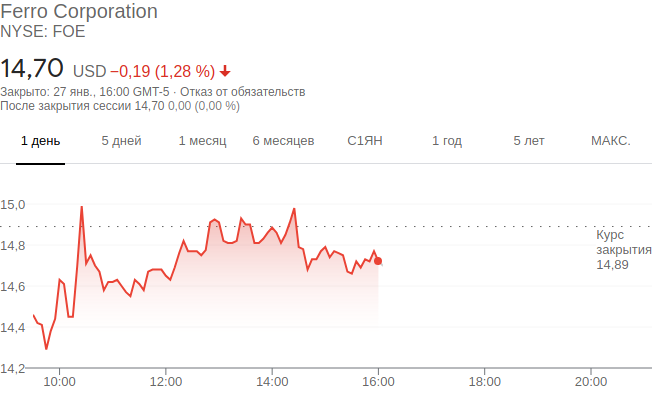 Ferro Corporation
NYSE: FOE
14,70 USD −0,19 (1,28 %)
Закрыто: 27 янв., 16:00 GMT-5 · Отказ от обязательств
После закрытия сессии 14,70 0,00 (0,00 %)
1 день 5 дней 1 месяц 6 месяцев С1ЯН 1 год 5 лет МАКС.
15,0
14,8
14,6
14,4
14,2
Курс
закрытия
14,89
10:00 12:00 14:00 16:00 18:00 20:00